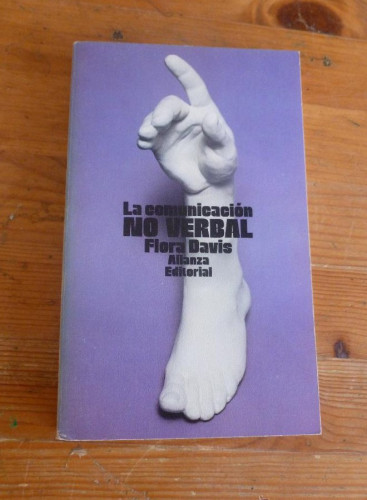 La comunicación
NO VERBAL
Flora Davis
Alianza
Editorial